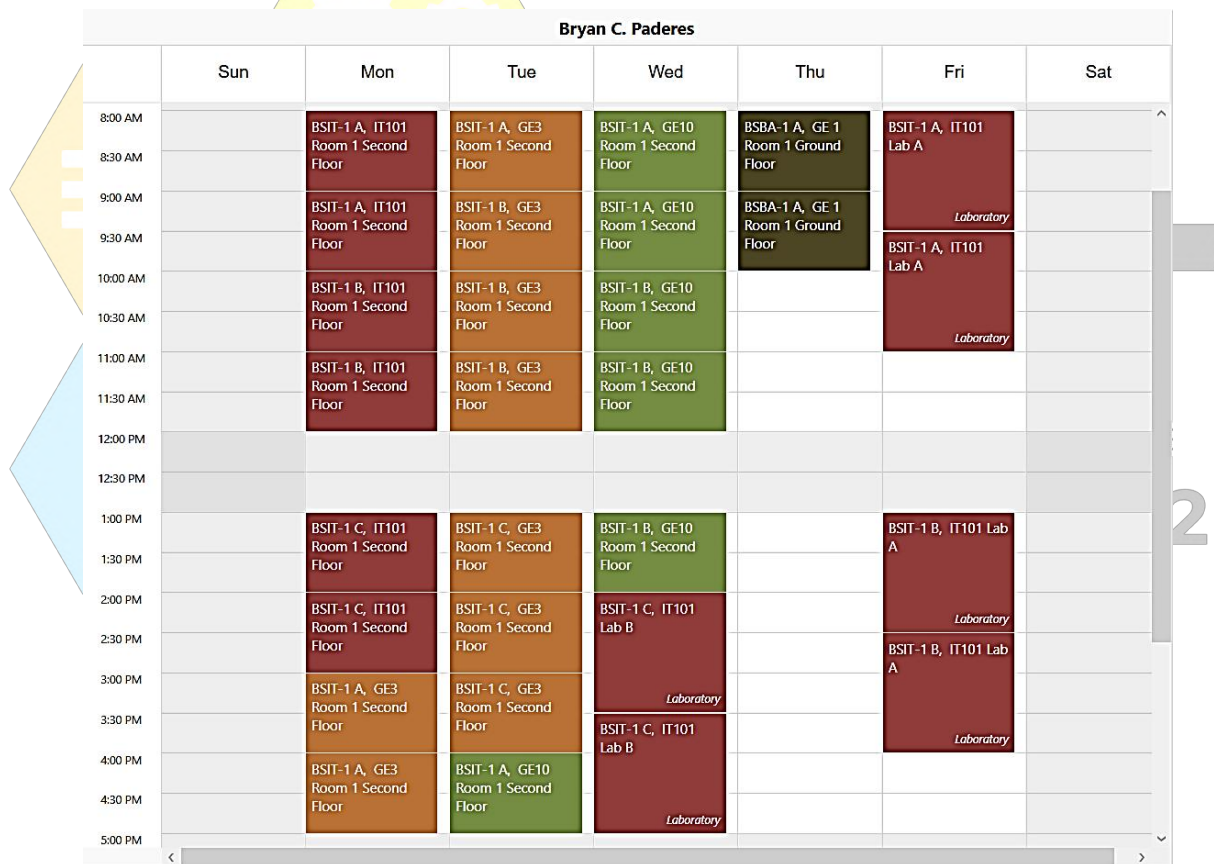 Bryan C. Paderes
Sun Mon Tue Wed Thu Fri Sat
8:00 AM
8:30 AM
9:00 AM
9:30 AM
10:00 AM
10:30 AM
11:00 AM
11:30 AM
12:00 PM
12:30 PM
1:00 PM
1:30 PM
2:00 PM
2:30 PM
3:00 PM
3:30 PM
4:00 PM
4:30 PM
5:00 PM
BSIT-1 A, IT101
Room 1 Second
Floor
BSIT-1 A, IT101
Room 1 Second
Floor
BSIT-1 B, IT101
Room 1 Second
Floor
BSIT-1 B, IT101
Room 1 Second
Floor
BSIT-1 C, IT101
Room 1 Second
Floor
BSIT-1 C, IT101
Room 1 Second
Floor
BSIT-1 A, GE3
Room 1 Second
Floor
BSIT-1 A, GE3
Room 1 Second
Floor
BSIT-1 A, GE3
Room 1 Second
Floor
BSIT-1 B, GE3
Room 1 Second
Floor
BSIT-1 B, GE3
Room 1 Second
Floor
BSIT-1 B, GE3
Room 1 Second
Floor
BSIT-1 C, GE3
Room 1 Second
Floor
BSIT-1 C, GE3
Room 1 Second
Floor
BSIT-1 C, GE3
Room 1 Second
Floor
BSIT-1 A, GE10
Room 1 Second
Floor
BSIT-1 A, GE10
Room 1 Second
Floor
BSIT-1 A, GE10
Room 1 Second
Floor
BSIT-1 B, GE10
Room 1 Second
Floor
BSIT-1 B, GE10
Room 1 Second
Floor
BSIT-1 B, GE10
Room 1 Second
Floor
BSIT-1 C, IT101
Lab B
Laboratory
BSIT-1 C, IT101
Lab B
Laboratory
BSBA-1 A, GE 1
Room 1 Ground
Floor
BSBA-1 A, GE 1
Room 1 Ground
Floor
BSIT-1 A, IT101
Lab A
Laboratory
BSIT-1 A, IT101
Lab A
Laboratory
BSIT-1 B, IT101 Lab
A
Laboratory
BSIT-1 B, IT101 Lab
A
Laboratory
2